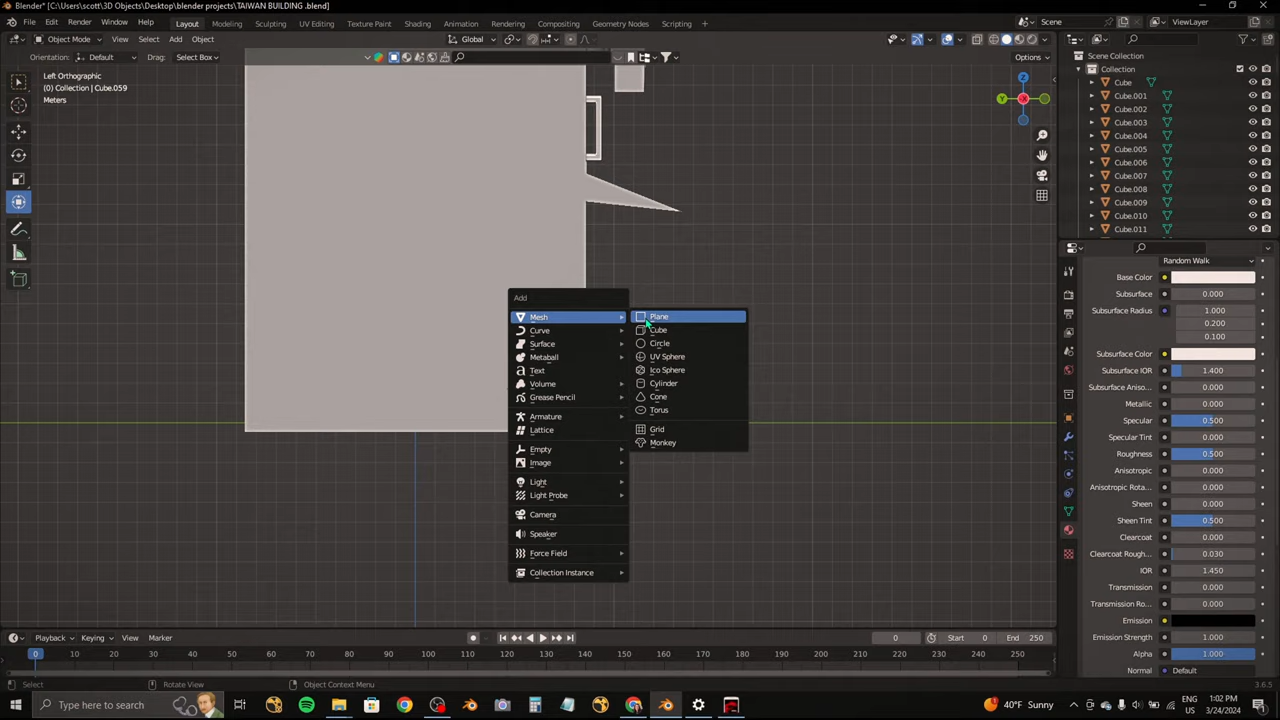 Blender* [C:\Users\scott\3D Objects\Desktop\blender projects\TAIWAN BUILDING .blend]
File Edit Render Window Help Layout Modeling Sculpting UV Editing Texture Paint Shading Animation Rendering Compositing Geometry Nodes Scripting + Scene ViewLayer
Object Mode View Select Add Object Global
Orientation: Default Drag: Select Box Options
Left Orthographic
(0) Collection | Cube.059
Meters
Z
Y
X
Add
Mesh
Curve
Surface
Metaball
Text
Volume
Grease Pencil
Armature
Lattice
Empty
Image
Light
Light Probe
Camera
Speaker
Force Field
Collection Instance
Plane
Cube
Circle
UV Sphere
Ico Sphere
Cylinder
Cone
Torus
Grid
Monkey
Scene Collection
Collection
Cube
Cube.001
Cube.002
Cube.003
Cube.004
Cube.005
Cube.006
Cube.007
Cube.008
Cube.009
Cube.010
Cube.011
Random Walk
Base Color
Subsurface 0.000
Subsurface Radius 1.000
0.200
0.100
Subsurface Color
Subsurface IOR 1.400
Subsurface Aniso... 0.000
Metallic 0.000
Specular 0.500
Specular Tint 0.000
Roughness 0.500
Anisotropic 0.000
Anisotropic Rota... 0.000
Sheen 0.000
Sheen Tint 0.500
Clearcoat 0.000
Clearcoat Rough... 0.030
IOR 1.450
Transmission 0.000
Transmission Ro... 0.000
Emission
Emission Strength 1.000
Alpha 1.000
Normal Default
Playback Keying View Marker 0 Start 0 End 250
0 10 20 30 40 50 60 70 80 90 100 110 120 130 140 150 160 170 180 190 200 210 220 230 240 250
Select Rotate View Object Context Menu 3.6.5
Type here to search 40°F Sunny ENG US 1:02 PM 3/24/2024